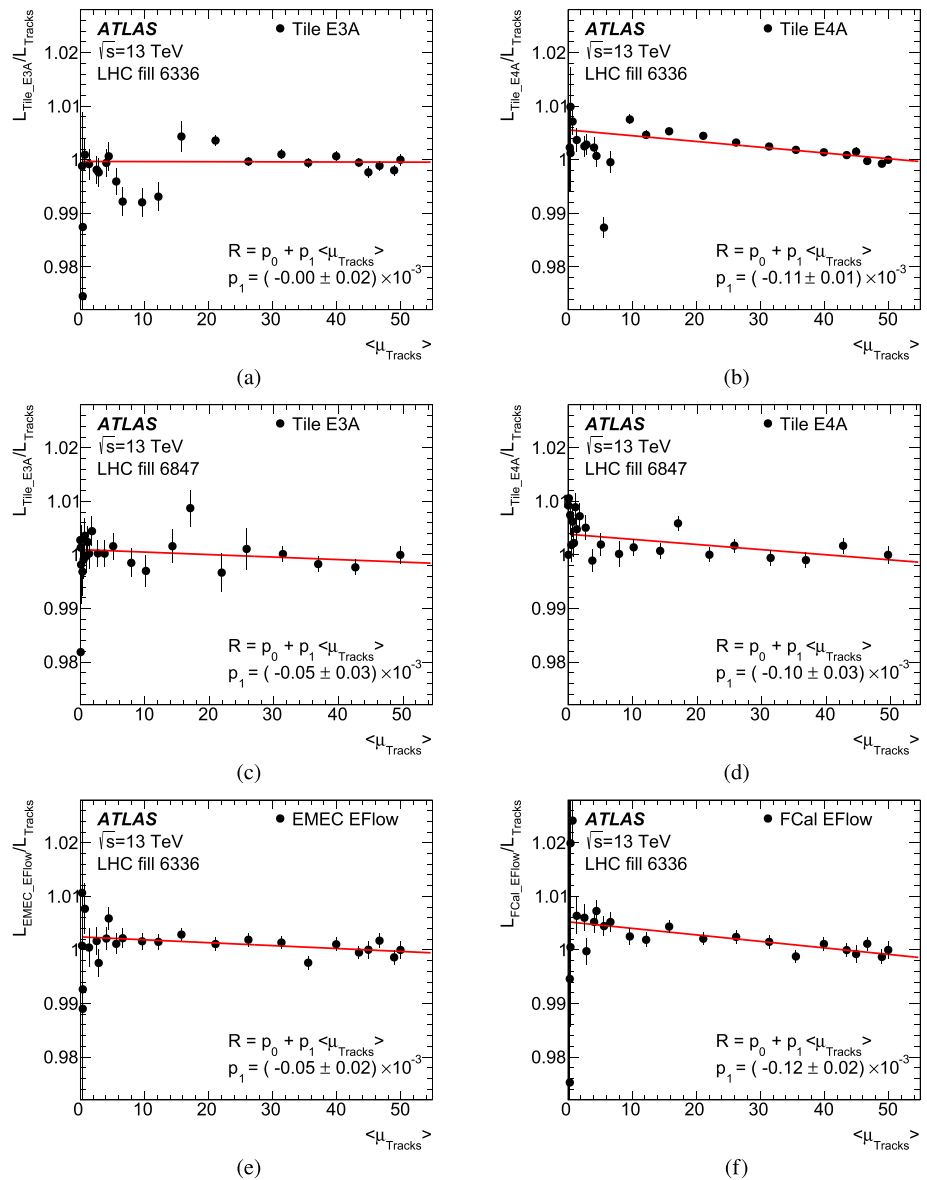 L_Tile_E3A/L_Tracks
ATLAS
√s=13 TeV
LHC fill 6336
Tile E3A
1.02
1.01
1
0.99
0.98
R = p_0 + p_1 <μ_Tracks>
p_1 = ( -0.00 ± 0.02) ×10^-3
0 10 20 30 40 50
<μ_Tracks>
(a)
L_Tile_E4A/L_Tracks
ATLAS
√s=13 TeV
LHC fill 6336
Tile E4A
1.02
1.01
1
0.99
0.98
R = p_0 + p_1 <μ_Tracks>
p_1 = ( -0.11 ± 0.01) ×10^-3
0 10 20 30 40 50
<μ_Tracks>
(b)
L_Tile_E3A/L_Tracks
ATLAS
√s=13 TeV
LHC fill 6847
Tile E3A
1.02
1.01
1
0.99
0.98
R = p_0 + p_1 <μ_Tracks>
p_1 = ( -0.05 ± 0.03) ×10^-3
0 10 20 30 40 50
<μ_Tracks>
(c)
L_Tile_E4A/L_Tracks
ATLAS
√s=13 TeV
LHC fill 6847
Tile E4A
1.02
1.01
1
0.99
0.98
R = p_0 + p_1 <μ_Tracks>
p_1 = ( -0.10 ± 0.03) ×10^-3
0 10 20 30 40 50
<μ_Tracks>
(d)
L_EMEC_EFlow/L_Tracks
ATLAS
√s=13 TeV
LHC fill 6336
EMEC EFlow
1.02
1.01
1
0.99
0.98
R = p_0 + p_1 <μ_Tracks>
p_1 = ( -0.05 ± 0.02) ×10^-3
0 10 20 30 40 50
<μ_Tracks>
(e)
L_FCal_EFlow/L_Tracks
ATLAS
√s=13 TeV
LHC fill 6336
FCal EFlow
1.02
1.01
1
0.99
0.98
R = p_0 + p_1 <μ_Tracks>
p_1 = ( -0.12 ± 0.02) ×10^-3
0 10 20 30 40 50
<μ_Tracks>
(f)